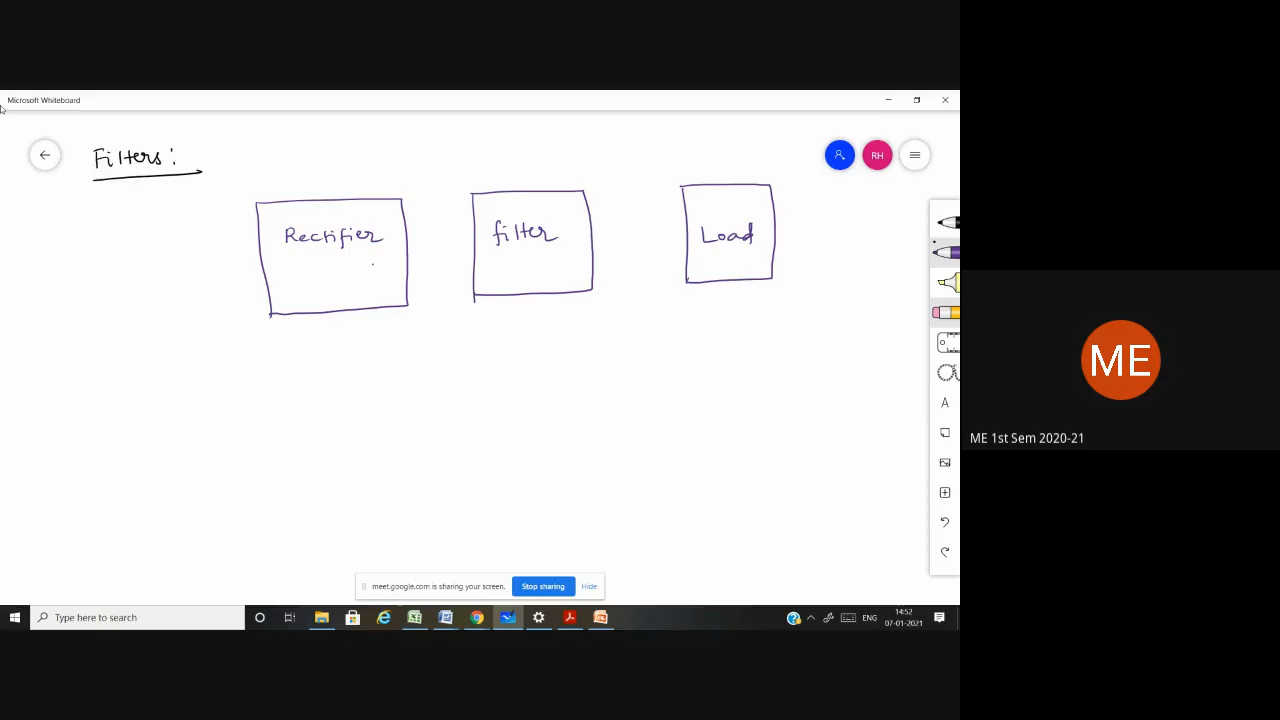 Microsoft Whiteboard
Filters:
RH
Rectifier
filter
Load
ME
ME 1st Sem 2020-21
A
meet.google.com is sharing your screen. Stop sharing Hide
Type here to search
ENG
14:52
07-01-2021